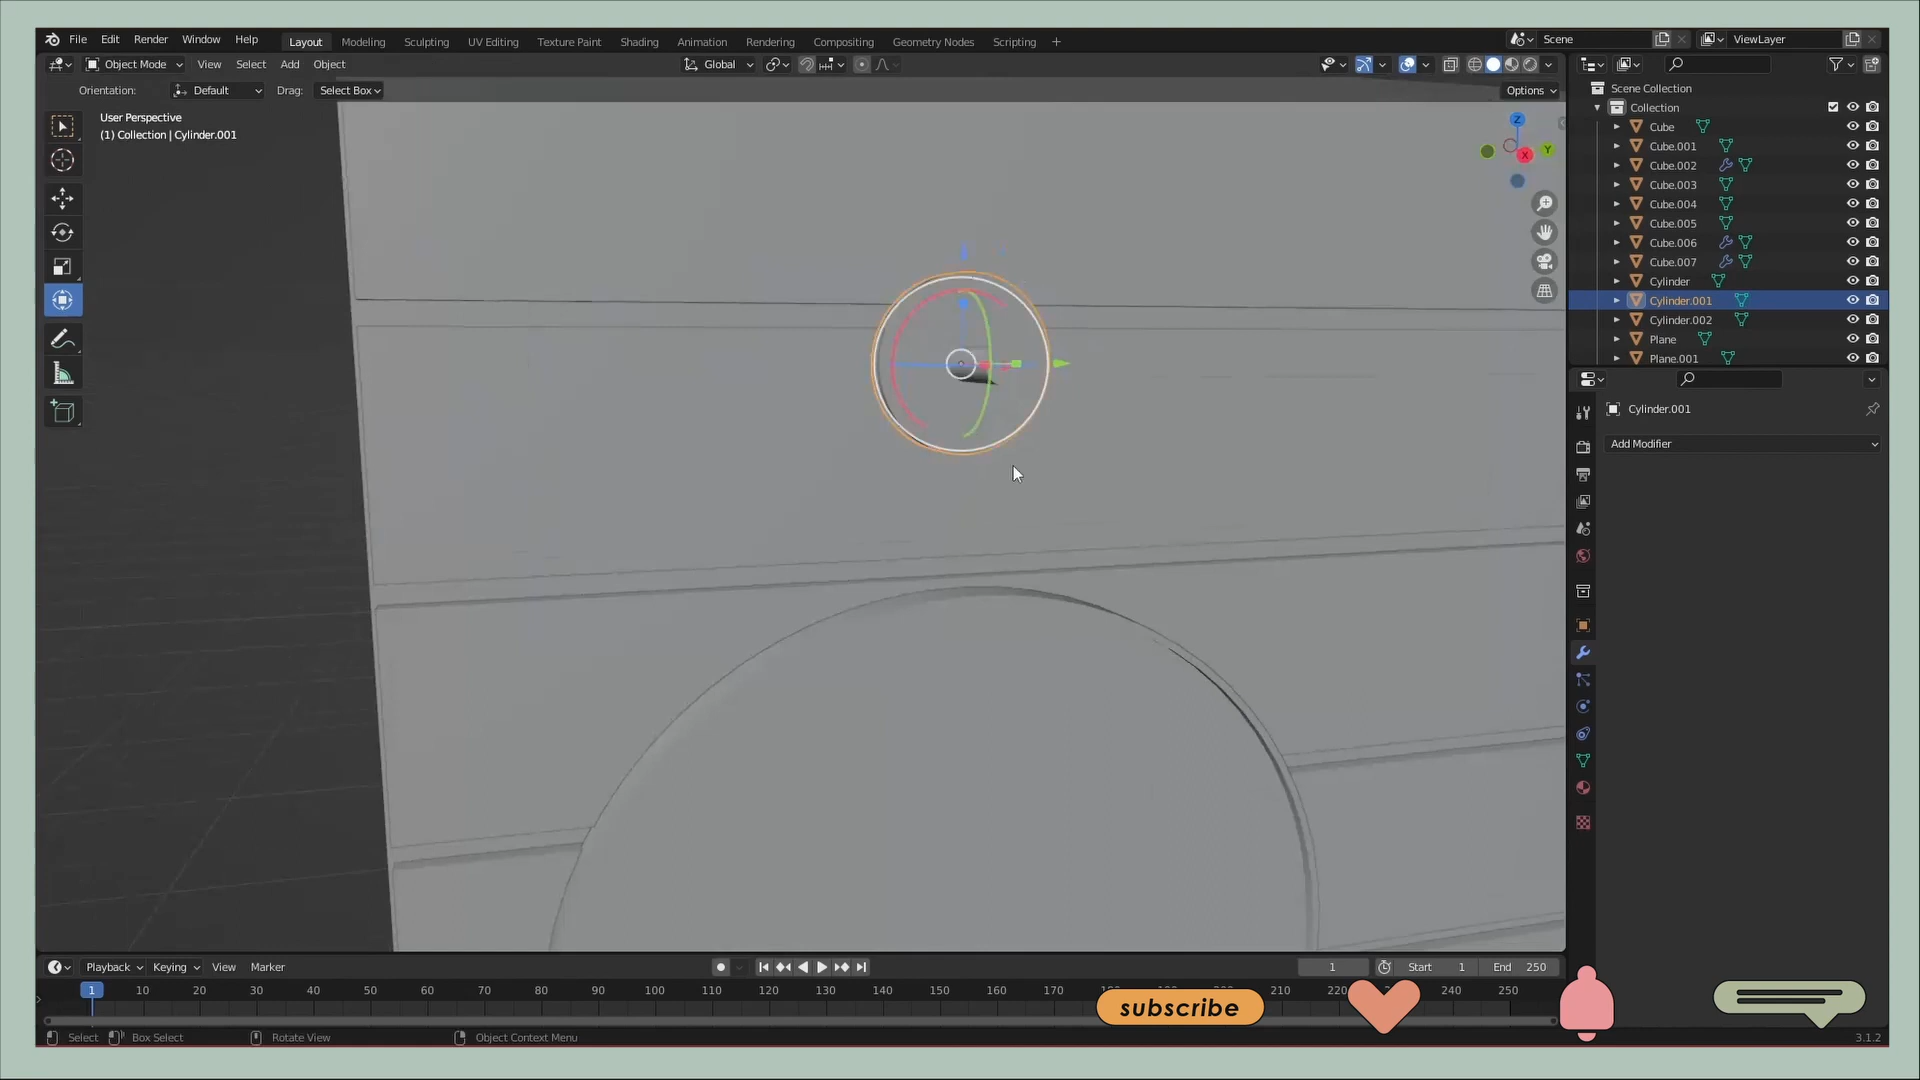 File Edit Render Window Help Layout Modeling Sculpting UV Editing Texture Paint Shading Animation Rendering Compositing Geometry Nodes Scripting + Scene ViewLayer
Object Mode View Select Add Object Global
Orientation: Default Drag: Select Box Options
User Perspective
(1) Collection | Cylinder.001
Z
Y
X
Scene Collection
Collection
Cube
Cube.001
Cube.002
Cube.003
Cube.004
Cube.005
Cube.006
Cube.007
Cylinder
Cylinder.001
Cylinder.002
Plane
Plane.001
Cylinder.001
Add Modifier
Playback Keying View Marker 1 Start 1 End 250
1 10 20 30 40 50 60 70 80 90 100 110 120 130 140 150 160 170 180 190 200 210 220 230 240 250
subscribe
Select Box Select Rotate View Object Context Menu 3.1.2